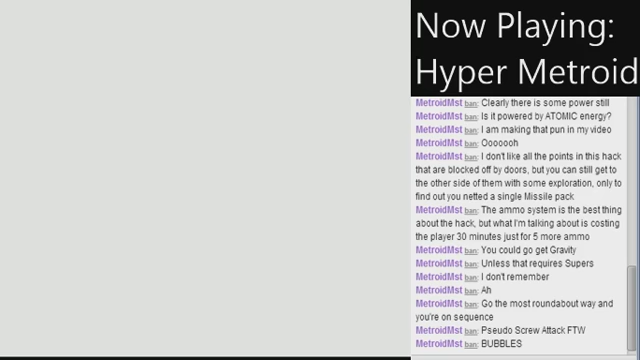 Now Playing:
Hyper Metroid
MetroidMst ban: Clearly there is some power still
MetroidMst ban: Is it powered by ATOMIC energy?
MetroidMst ban: I am making that pun in my video
MetroidMst ban: Ooooooh
MetroidMst ban: I don't like all the points in this hack
that are blocked off by doors, but you can still get to
the other side of them with some exploration, only to
find out you netted a single Missile pack
MetroidMst ban: The ammo system is the best thing
about the hack, but what I'm talking about is costing
the player 30 minutes just for 5 more ammo
MetroidMst ban: You could go get Gravity
MetroidMst ban: Unless that requires Supers
MetroidMst ban: I don't remember
MetroidMst ban: Ah
MetroidMst ban: Go the most roundabout way and
you're on sequence
MetroidMst ban: Pseudo Screw Attack FTW
MetroidMst ban: BUBBLES